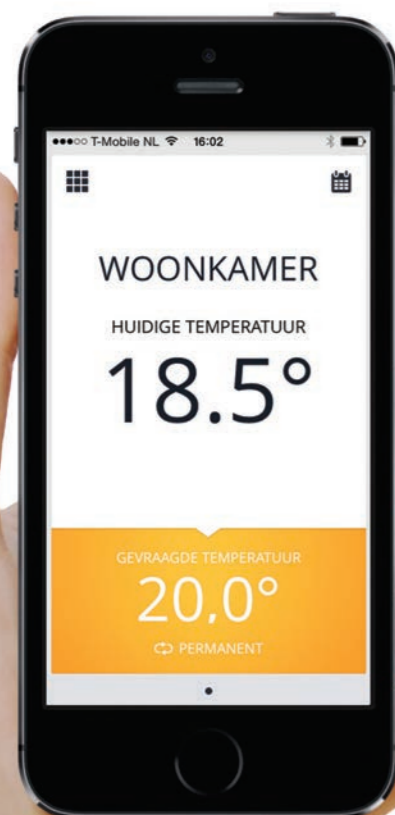 T-Mobile NL 16:02
WOONKAMER
HUIDIGE TEMPERATUUR
18.5°
GEVRAAGDE TEMPERATUUR
20,0°
PERMANENT